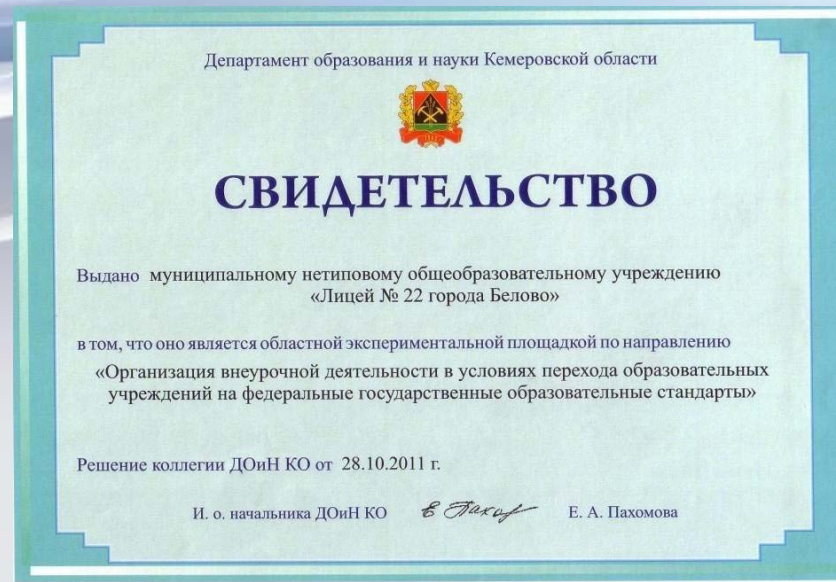 Департамент образования и науки Кемеровской области
СВИДЕТЕЛЬСТВО
Выдано муниципальному нетиповому общеобразовательному учреждению
«Лицей № 22 города Белово»
в том, что оно является областной экспериментальной площадкой по направлению
«Организация внеурочной деятельности в условиях перехода образовательных
учреждений на федеральные государственные образовательные стандарты»
Решение коллегии ДОиН КО от 28.10.2011 г.
И. о. начальника ДОиН КО Е. А. Пахомова